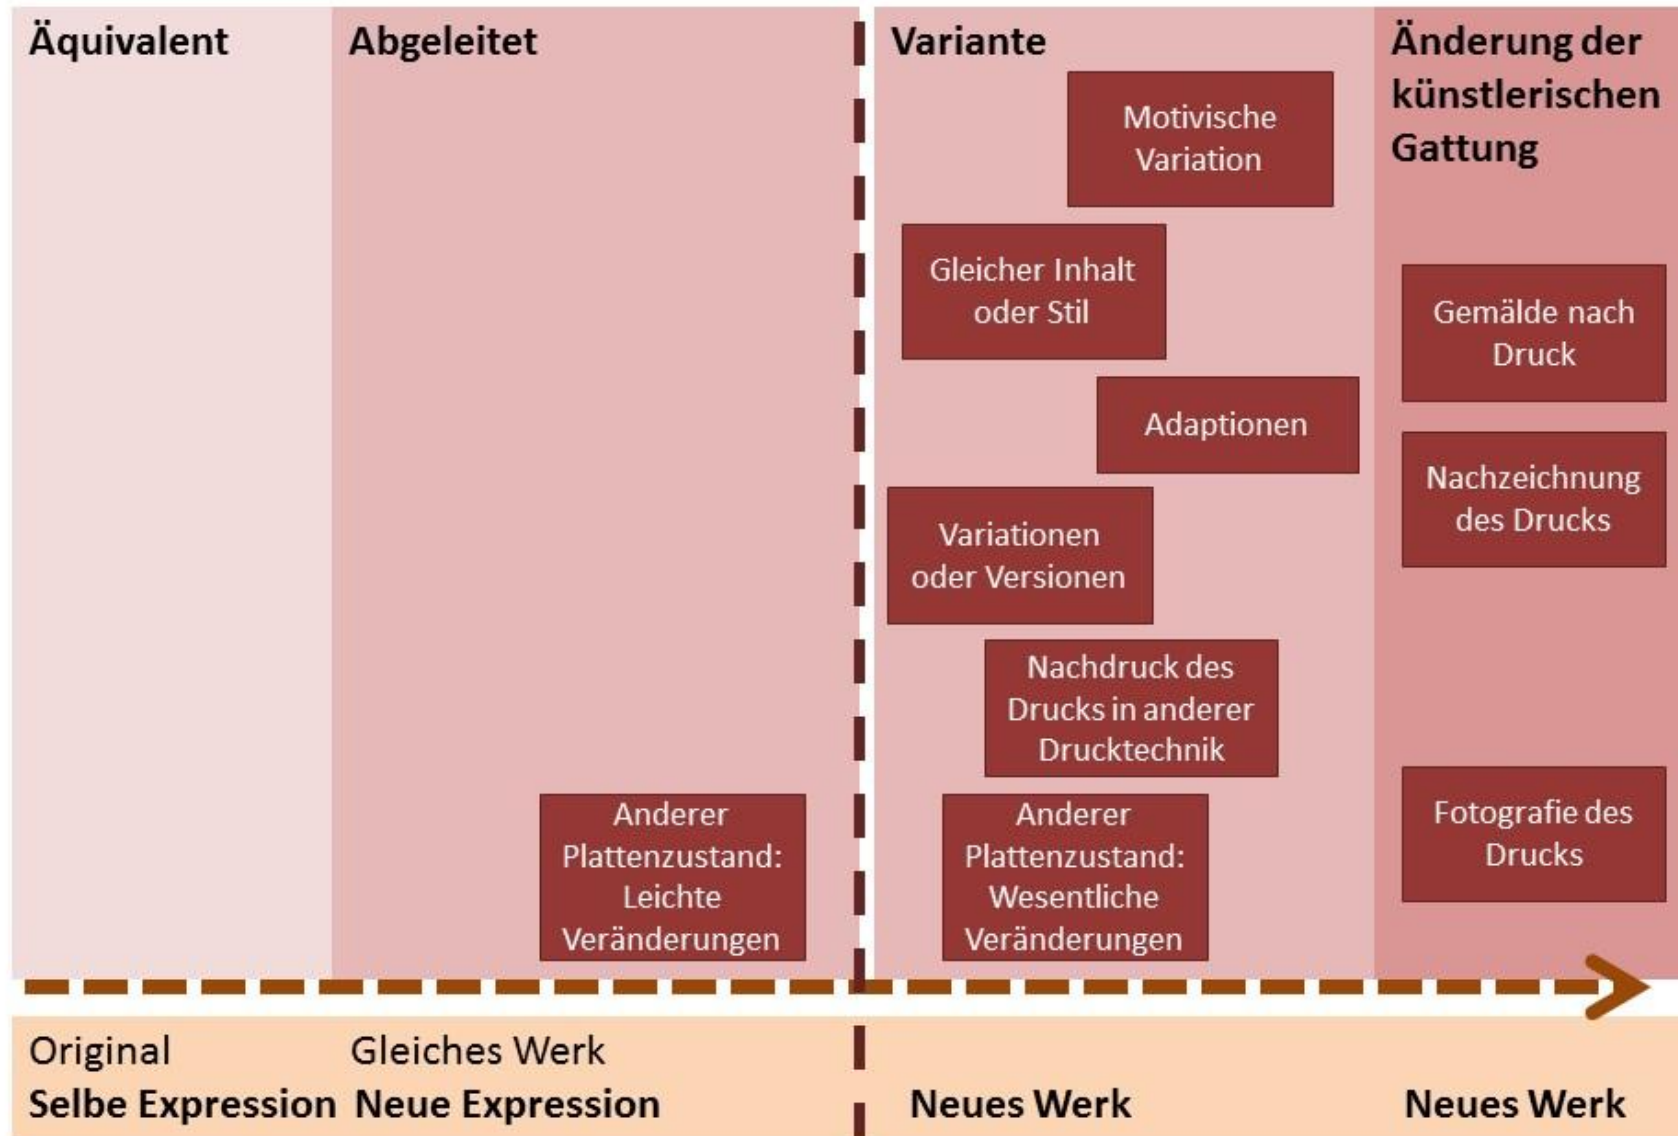 Äquivalent
Abgeleitet
Variante
Änderung der
künstlerischen
Gattung
Motivische
Variation
Gleicher Inhalt
oder Stil
Adaptionen
Variationen
oder Versionen
Nachdruck des
Drucks in anderer
Drucktechnik
Anderer
Plattenzustand:
Leichte
Veränderungen
Anderer
Plattenzustand:
Wesentliche
Veränderungen
Gemälde nach
Druck
Nachzeichnung
des Drucks
Fotografie des
Drucks
Original
Selbe Expression
Gleiches Werk
Neue Expression
Neues Werk
Neues Werk